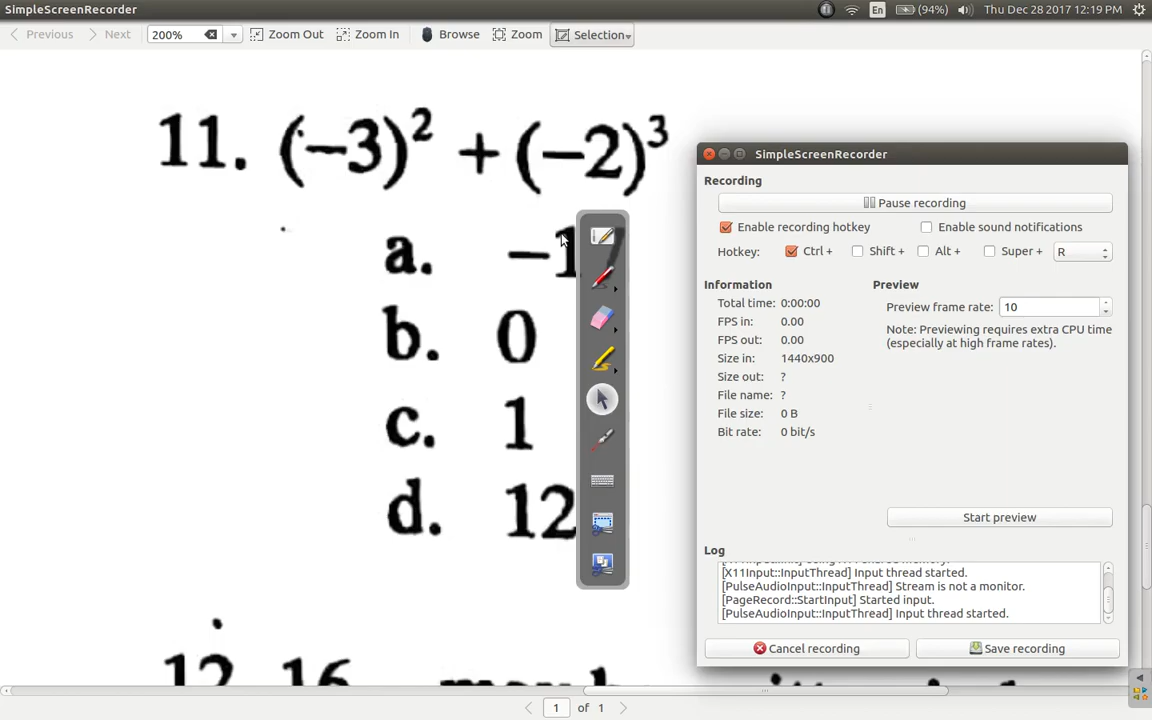 SimpleScreenRecorder
En (94%) Thu Dec 28 2017 12:19 PM
Previous Next 200% Zoom Out Zoom In Browse Zoom Selection
11. (−3)² + (−2)³
a.
b. 0
c. 1
d. 12
SimpleScreenRecorder
Recording
Pause recording
Enable recording hotkey Enable sound notifications
Hotkey: Ctrl + Shift + Alt + Super + R
Information
Total time: 0:00:00
FPS in: 0.00
FPS out: 0.00
Size in: 1440x900
Size out: ?
File name: ?
File size: 0 B
Bit rate: 0 bit/s
Preview
Preview frame rate: 10
Note: Previewing requires extra CPU time
(especially at high frame rates).
Start preview
Log
[X11Input::InputThread] Input thread started.
[PulseAudioInput::InputThread] Stream is not a monitor.
[PageRecord::StartInput] Started input.
[PulseAudioInput::InputThread] Input thread started.
Cancel recording Save recording
12. 16
1 of 1